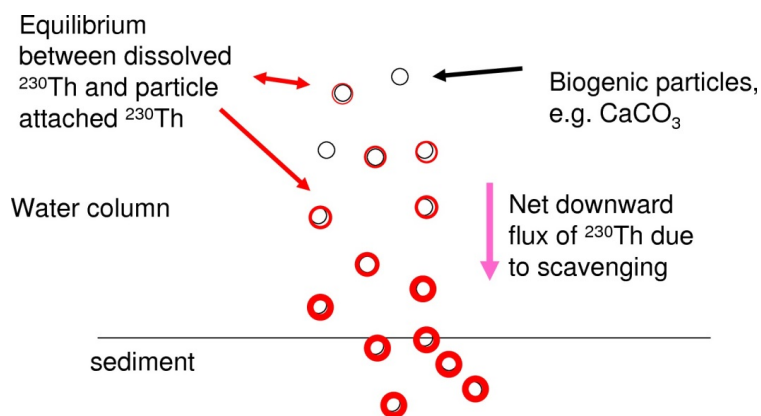 Equilibrium
between dissolved
²³⁰Th and particle
attached ²³⁰Th
Biogenic particles,
e.g. CaCO₃
Water column
Net downward
flux of ²³⁰Th due
to scavenging
sediment